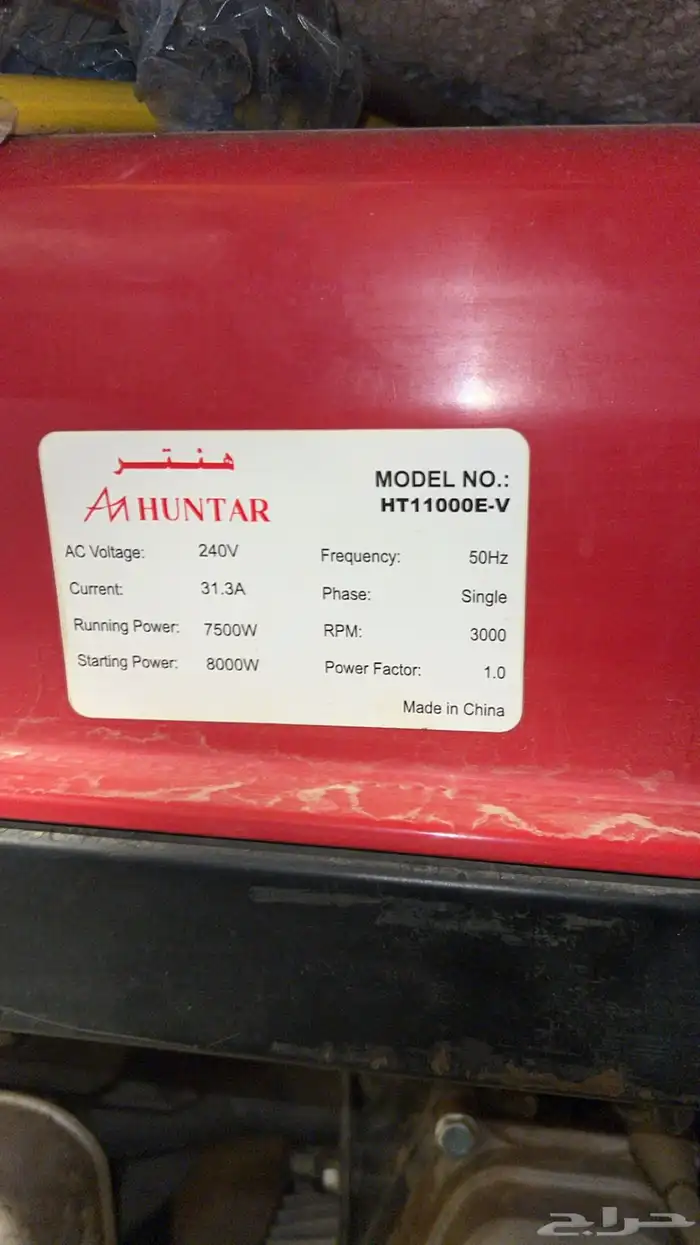 هنتر
HUNTAR
MODEL NO.:
HT11000E-V
AC Voltage: 240V
Frequency: 50Hz
Current: 31.3A
Phase: Single
Running Power: 7500W
RPM: 3000
Starting Power: 8000W
Power Factor: 1.0
Made in China
حراج